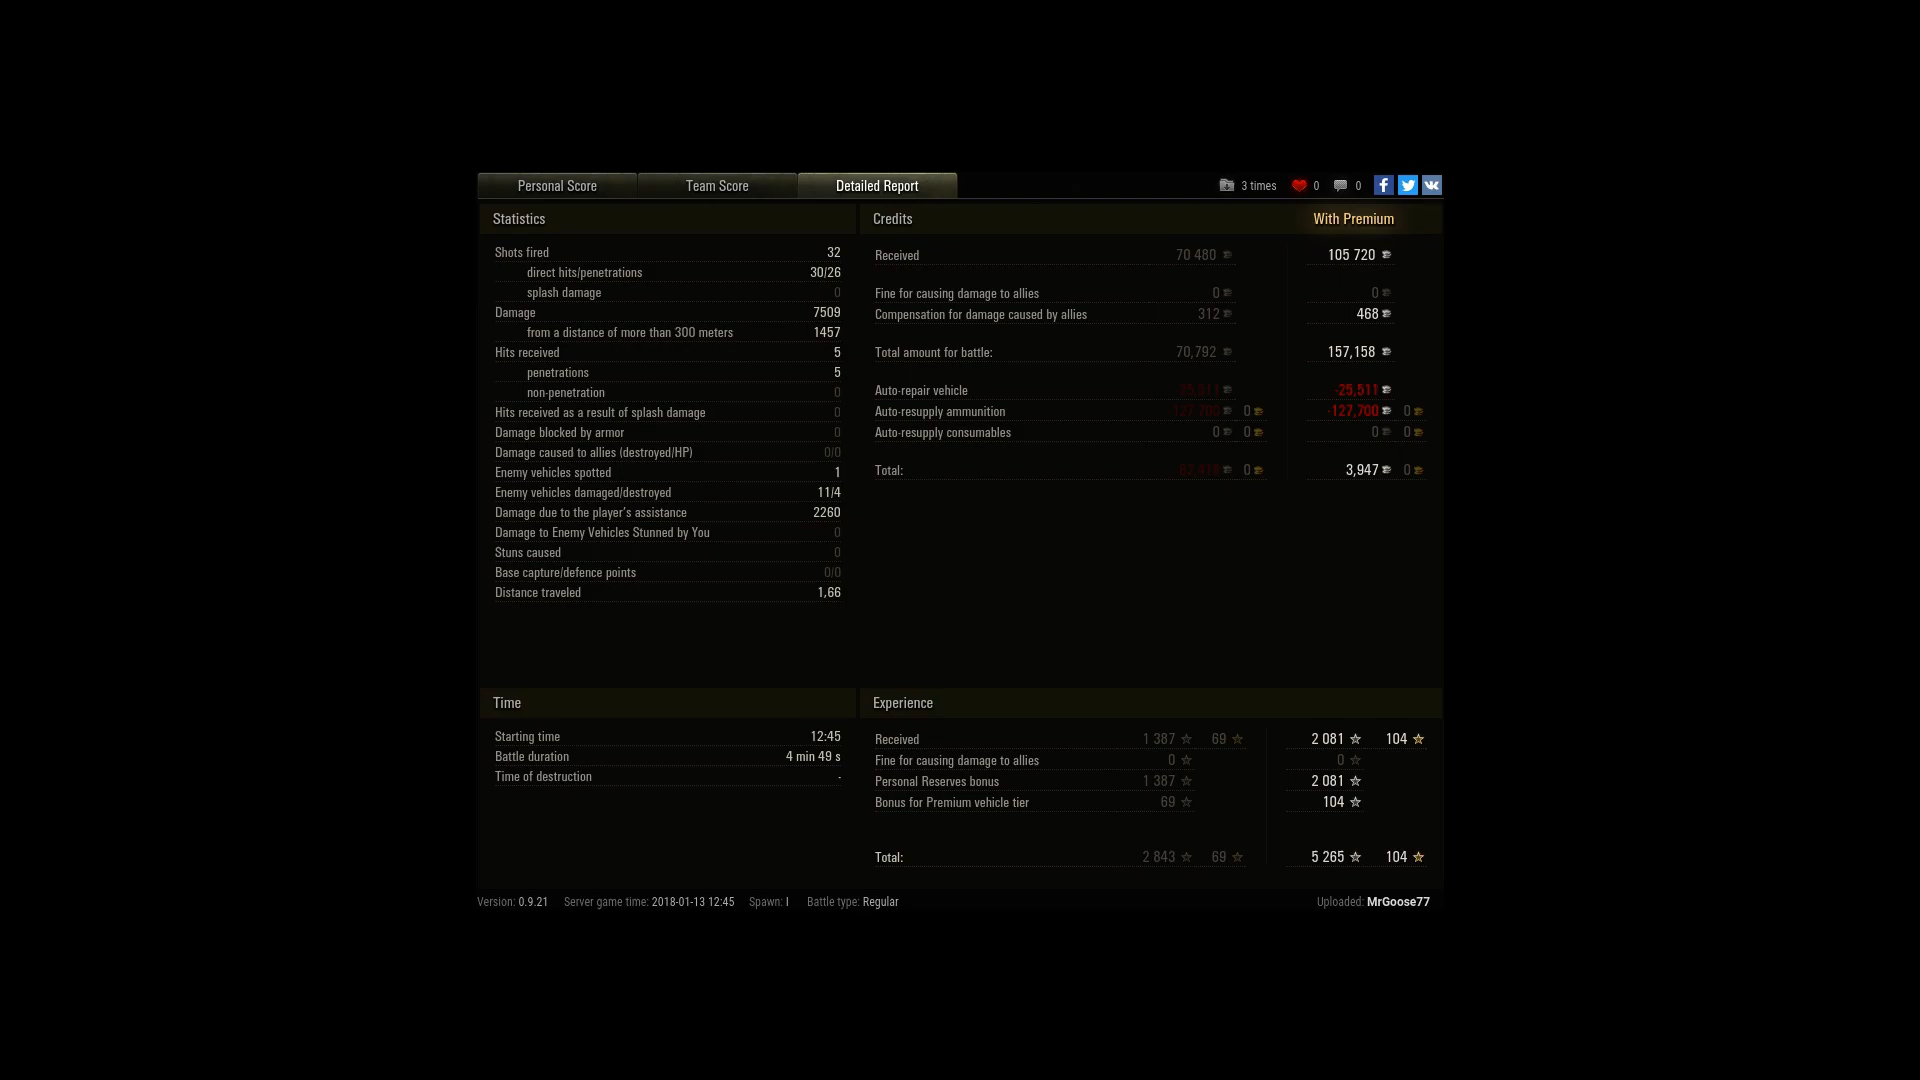 Personal Score Team Score Detailed Report 3 times 0 0
Statistics
Shots fired 32
direct hits/penetrations 30/26
splash damage 0
Damage 7509
from a distance of more than 300 meters 1457
Hits received 5
penetrations 5
non-penetration 0
Hits received as a result of splash damage 0
Damage blocked by armor 0
Damage caused to allies (destroyed/HP) 0/0
Enemy vehicles spotted 1
Enemy vehicles damaged/destroyed 11/4
Damage due to the player's assistance 2260
Damage to Enemy Vehicles Stunned by You 0
Stuns caused 0
Base capture/defence points 0/0
Distance traveled 1,66
Credits With Premium
Received 70 480 105 720
Fine for causing damage to allies 0 0
Compensation for damage caused by allies 312 468
Total amount for battle: 70,792 157,158
Auto-repair vehicle -25,511 -25,511
Auto-resupply ammunition -127,700 0 -127,700 0
Auto-resupply consumables 0 0 0 0
Total: 0 3,947 0
Time
Starting time 12:45
Battle duration 4 min 49 s
Time of destruction -
Experience
Received 1 387 69 2 081 104
Fine for causing damage to allies 0 0
Personal Reserves bonus 1 387 2 081
Bonus for Premium vehicle tier 69 104
Total: 2 843 69 5 265 104
Version: 0.9.21 Server game time: 2018-01-13 12:45 Spawn: I Battle type: Regular Uploaded: MrGoose77